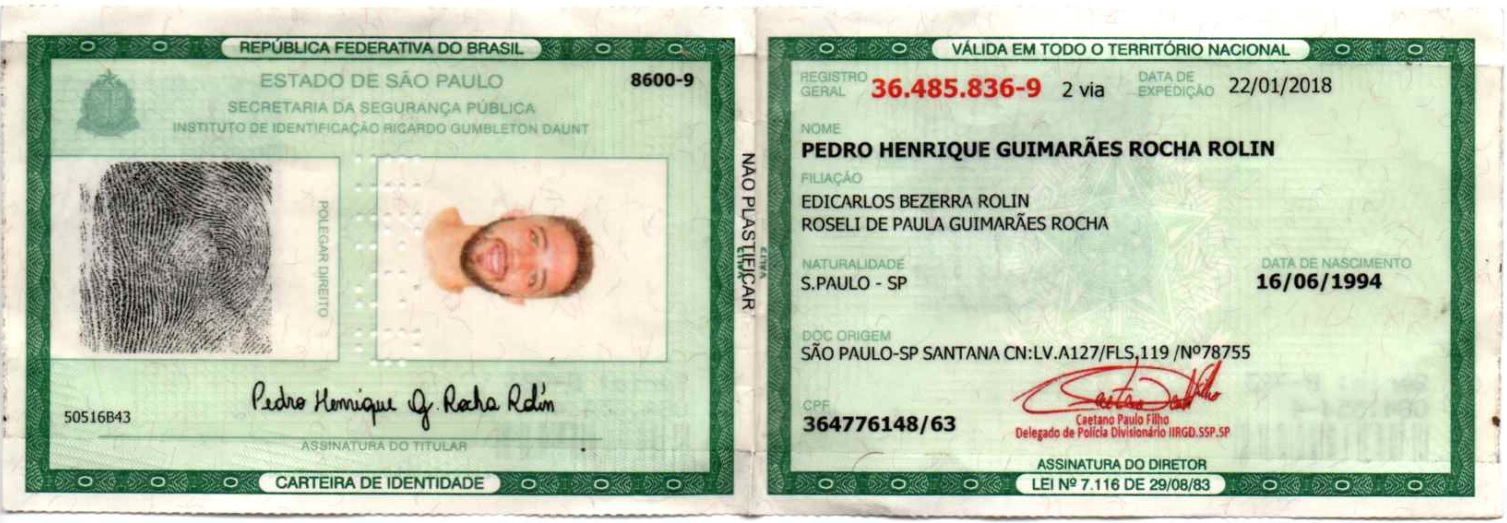 REPÚBLICA FEDERATIVA DO BRASIL
ESTADO DE SÃO PAULO
8600-9
SECRETARIA DA SEGURANÇA PÚBLICA
INSTITUTO DE IDENTIFICAÇÃO RICARDO GUMBLETON DAUNT
POLEGAR DIREITO
Pedro Henrique G. Rocha Rolin
50516B43
ASSINATURA DO TITULAR
CARTEIRA DE IDENTIDADE
NÃO PLASTIFICAR
VÁLIDA EM TODO O TERRITÓRIO NACIONAL
REGISTRO GERAL 36.485.836-9 2 via DATA DE EXPEDIÇÃO 22/01/2018
NOME
PEDRO HENRIQUE GUIMARÃES ROCHA ROLIN
FILIAÇÃO
EDICARLOS BEZERRA ROLIN
ROSELI DE PAULA GUIMARÃES ROCHA
NATURALIDADE DATA DE NASCIMENTO
S.PAULO - SP 16/06/1994
DOC ORIGEM
SÃO PAULO-SP SANTANA CN:LV.A127/FLS,119 /Nº78755
CPF
364776148/63
Caetano Paulo Filho
Delegado de Polícia Divisionário IIRGD.SSP.SP
ASSINATURA DO DIRETOR
LEI Nº 7.116 DE 29/08/83